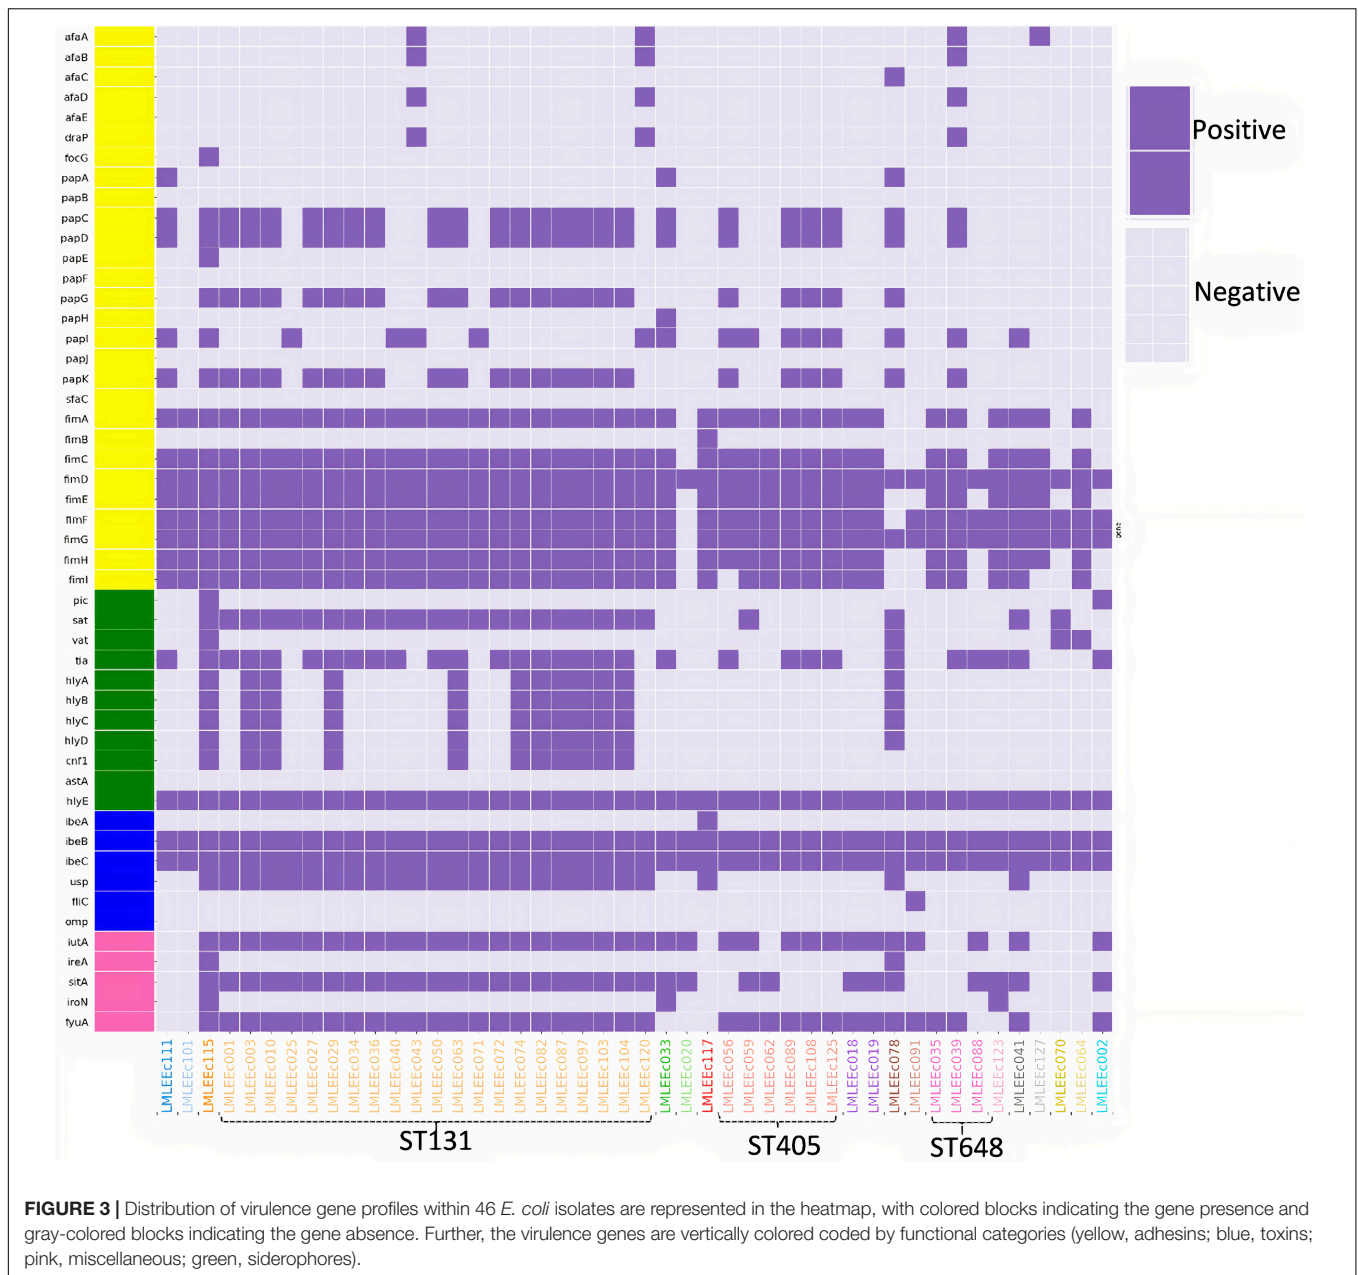 afaA
afaB
afaC
afaD
afaE
draP
focG
papA
papB
papC
papD
papE
papF
papG
papH
papI
papJ
papK
sfaC
fimA
fimB
fimC
fimD
fimE
fimF
fimG
fimH
fimI
pic
sat
vat
tia
hlyA
hlyB
hlyC
hlyD
cnf1
astA
hlyE
ibeA
ibeB
ibeC
usp
fliC
omp
iutA
ireA
sitA
iroN
fyuA
Positive
Negative
gene
LMLEEc111
LMLEEc101
LMLEEc115
LMLEEc001
LMLEEc003
LMLEEc010
LMLEEc025
LMLEEc027
LMLEEc029
LMLEEc034
LMLEEc036
LMLEEc040
LMLEEc043
LMLEEc050
LMLEEc063
LMLEEc071
LMLEEc072
LMLEEc074
LMLEEc082
LMLEEc087
LMLEEc097
LMLEEc103
LMLEEc104
LMLEEc120
LMLEEc033
LMLEEc020
LMLEEc117
LMLEEc056
LMLEEc059
LMLEEc062
LMLEEc089
LMLEEc108
LMLEEc125
LMLEEc018
LMLEEc019
LMLEEc078
LMLEEc091
LMLEEc035
LMLEEc039
LMLEEc088
LMLEEc123
LMLEEc041
LMLEEc127
LMLEEc070
LMLEEc064
LMLEEc002
ST131
ST405
ST648
FIGURE 3 | Distribution of virulence gene profiles within 46 E. coli isolates are represented in the heatmap, with colored blocks indicating the gene presence and
gray-colored blocks indicating the gene absence. Further, the virulence genes are vertically colored coded by functional categories (yellow, adhesins; blue, toxins;
pink, miscellaneous; green, siderophores).